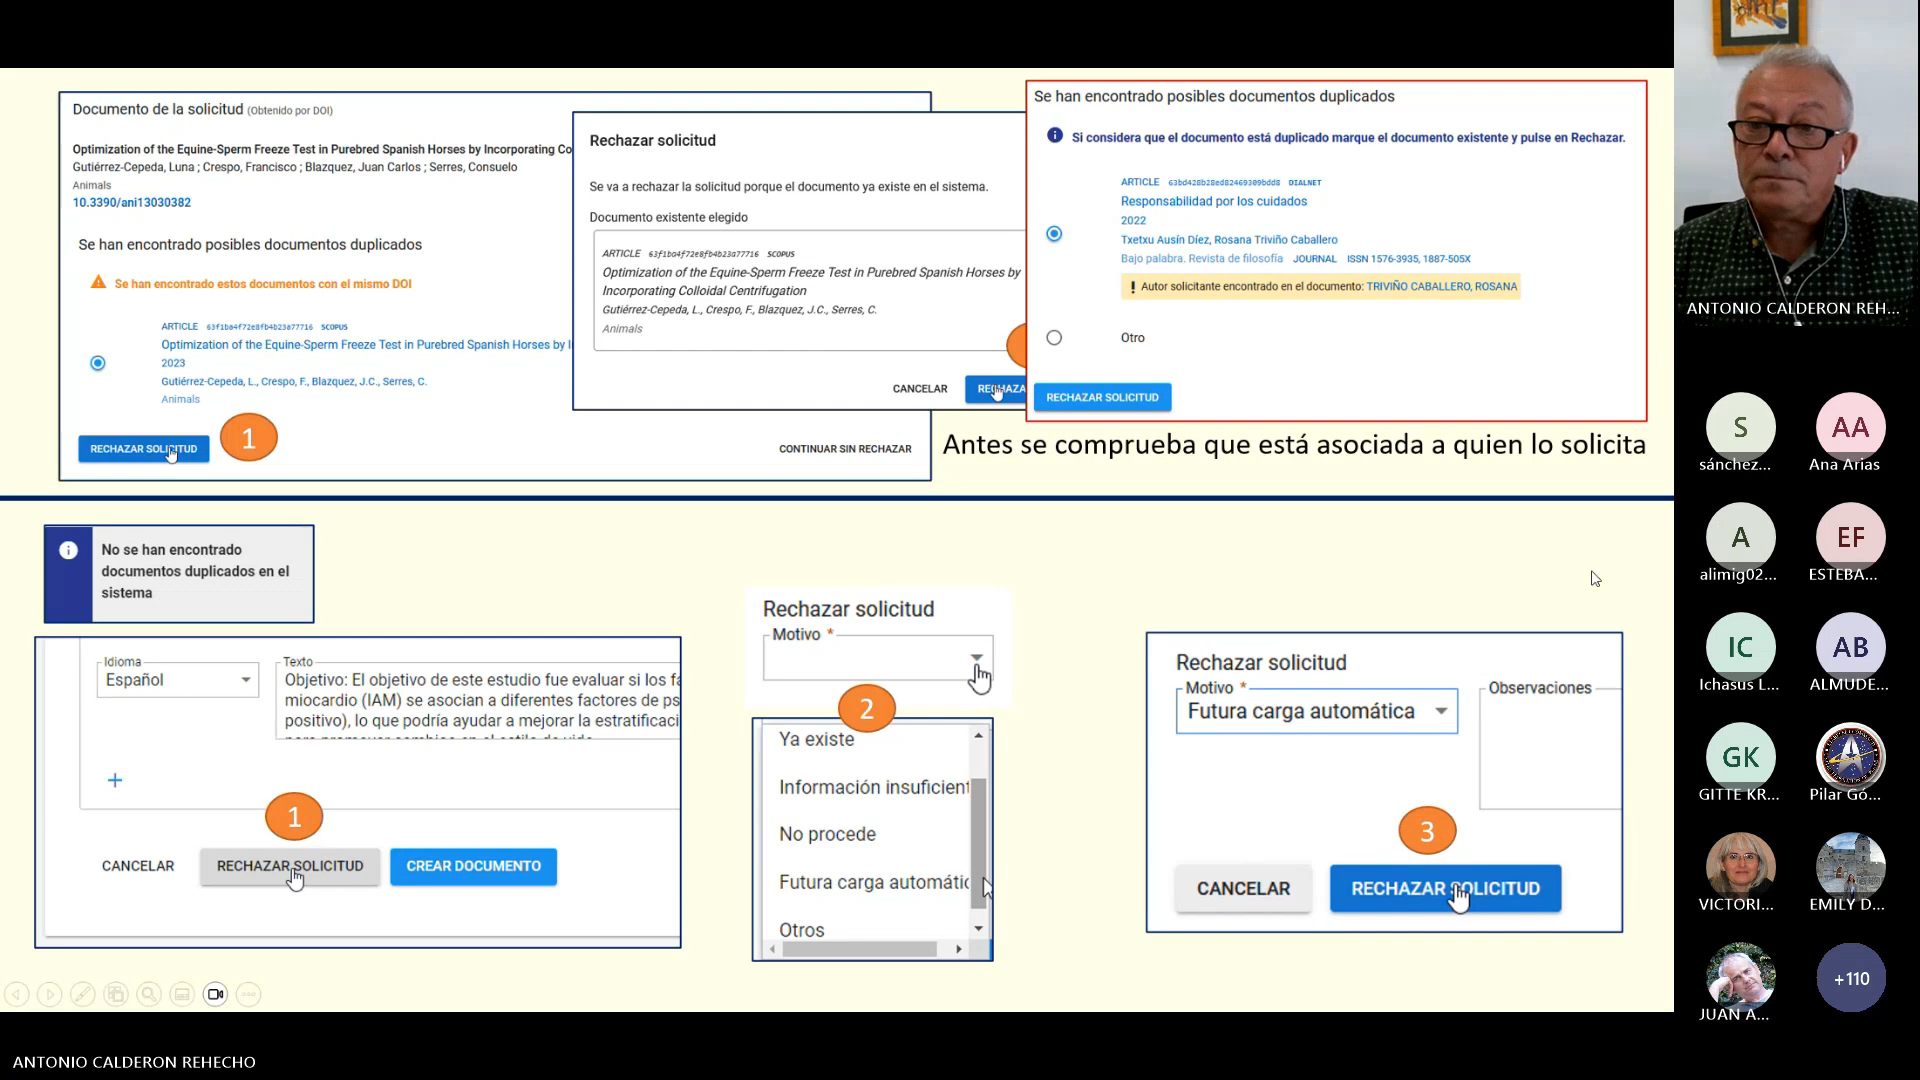 Documento de la solicitud (Obtenido por DOI)
Optimization of the Equine-Sperm Freeze Test in Purebred Spanish Horses by Incorporating Co
Gutiérrez-Cepeda, Luna ; Crespo, Francisco ; Blazquez, Juan Carlos ; Serres, Consuelo
Animals
10.3390/ani13030382
Se han encontrado posibles documentos duplicados
Se han encontrado estos documentos con el mismo DOI
ARTICLE 63f1ba4f72e8fb4b23a77716 SCOPUS
Optimization of the Equine-Sperm Freeze Test in Purebred Spanish Horses by I
2023
Gutiérrez-Cepeda, L., Crespo, F., Blazquez, J.C., Serres, C.
Animals
RECHAZAR SOLICITUD
1
CONTINUAR SIN RECHAZAR
Rechazar solicitud
Se va a rechazar la solicitud porque el documento ya existe en el sistema.
Documento existente elegido
ARTICLE 63f1ba4f72e8fb4b23a77716 SCOPUS
Optimization of the Equine-Sperm Freeze Test in Purebred Spanish Horses by
Incorporating Colloidal Centrifugation
Gutiérrez-Cepeda, L., Crespo, F., Blazquez, J.C., Serres, C.
Animals
CANCELAR
RECHAZA
Se han encontrado posibles documentos duplicados
Si considera que el documento está duplicado marque el documento existente y pulse en Rechazar.
ARTICLE 63bd428b28ed82469309bdd8 DIALNET
Responsabilidad por los cuidados
2022
Txetxu Ausín Díez, Rosana Triviño Caballero
Bajo palabra. Revista de filosofía JOURNAL ISSN 1576-3935, 1887-505X
! Autor solicitante encontrado en el documento: TRIVIÑO CABALLERO, ROSANA
Otro
RECHAZAR SOLICITUD
Antes se comprueba que está asociada a quien lo solicita
No se han encontrado
documentos duplicados en el
sistema
Idioma
Español
Texto
Objetivo: El objetivo de este estudio fue evaluar si los fa
miocardio (IAM) se asocian a diferentes factores de ps
positivo), lo que podría ayudar a mejorar la estratificaci
+
1
CANCELAR
RECHAZAR SOLICITUD
CREAR DOCUMENTO
Rechazar solicitud
Motivo *
2
Ya existe
Información insuficient
No procede
Futura carga automátic
Otros
Rechazar solicitud
Motivo *
Futura carga automática
Observaciones
3
CANCELAR
RECHAZAR SOLICITUD
ANTONIO CALDERON REH...
S
sánchez...
AA
Ana Arias
A
alimig02...
EF
ESTEBA...
IC
Ichasus L...
AB
ALMUDE...
GK
GITTE KR...
Pilar Gó...
VICTORI...
EMILY D...
JUAN A...
+110
ANTONIO CALDERON REHECHO